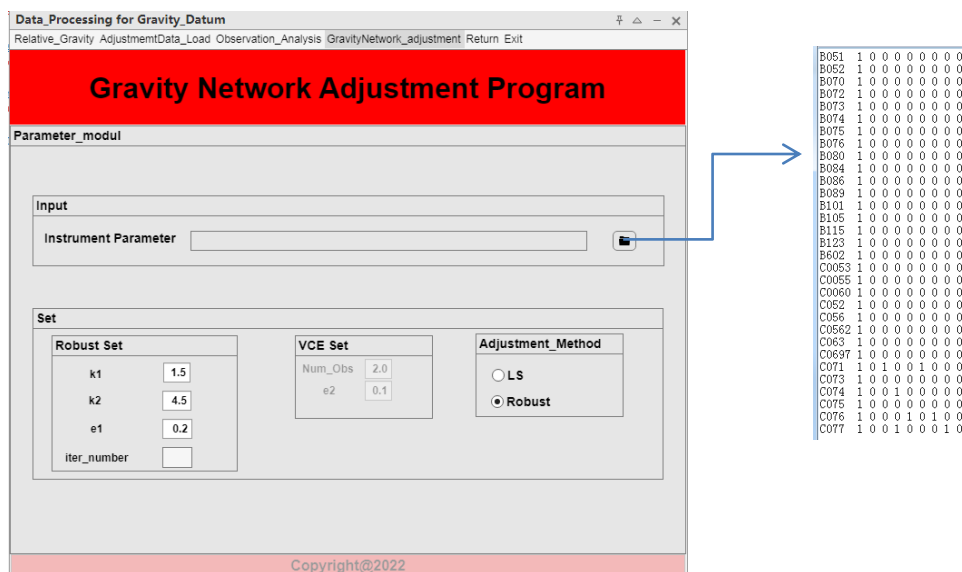 Data_Processing for Gravity_Datum
Relative_Gravity AdjustmemtData_Load Observation_Analysis GravityNetwork_adjustment Return Exit
Gravity Network Adjustment Program
Parameter_modul
Input
Instrument Parameter
Set
Robust Set
k1 1.5
k2 4.5
e1 0.2
iter_number
VCE Set
Num_Obs 2.0
e2 0.1
Adjustment_Method
LS
Robust
Copyright@2022
B051 1 0 0 0 0 0 0 0 0
B052 1 0 0 0 0 0 0 0 0
B070 1 0 0 0 0 0 0 0 0
B072 1 0 0 0 0 0 0 0 0
B073 1 0 0 0 0 0 0 0 0
B074 1 0 0 0 0 0 0 0 0
B075 1 0 0 0 0 0 0 0 0
B076 1 0 0 0 0 0 0 0 0
B080 1 0 0 0 0 0 0 0 0
B084 1 0 0 0 0 0 0 0 0
B086 1 0 0 0 0 0 0 0 0
B089 1 0 0 0 0 0 0 0 0
B101 1 0 0 0 0 0 0 0 0
B105 1 0 0 0 0 0 0 0 0
B115 1 0 0 0 0 0 0 0 0
B123 1 0 0 0 0 0 0 0 0
B602 1 0 0 0 0 0 0 0 0
C0053 1 0 0 0 0 0 0 0 0
C0055 1 0 0 0 0 0 0 0 0
C0060 1 0 0 0 0 0 0 0 0
C052 1 0 0 0 0 0 0 0 0
C056 1 0 0 0 0 0 0 0 0
C0562 1 0 0 0 0 0 0 0 0
C063 1 0 0 0 0 0 0 0 0
C0697 1 0 0 0 0 0 0 0 0
C071 1 0 1 0 0 1 0 0 0
C073 1 0 0 0 0 0 0 0 0
C074 1 0 0 1 0 0 0 0 0
C075 1 0 0 0 0 0 0 0 0
C076 1 0 0 0 1 0 1 0 0
C077 1 0 0 1 0 0 0 1 0